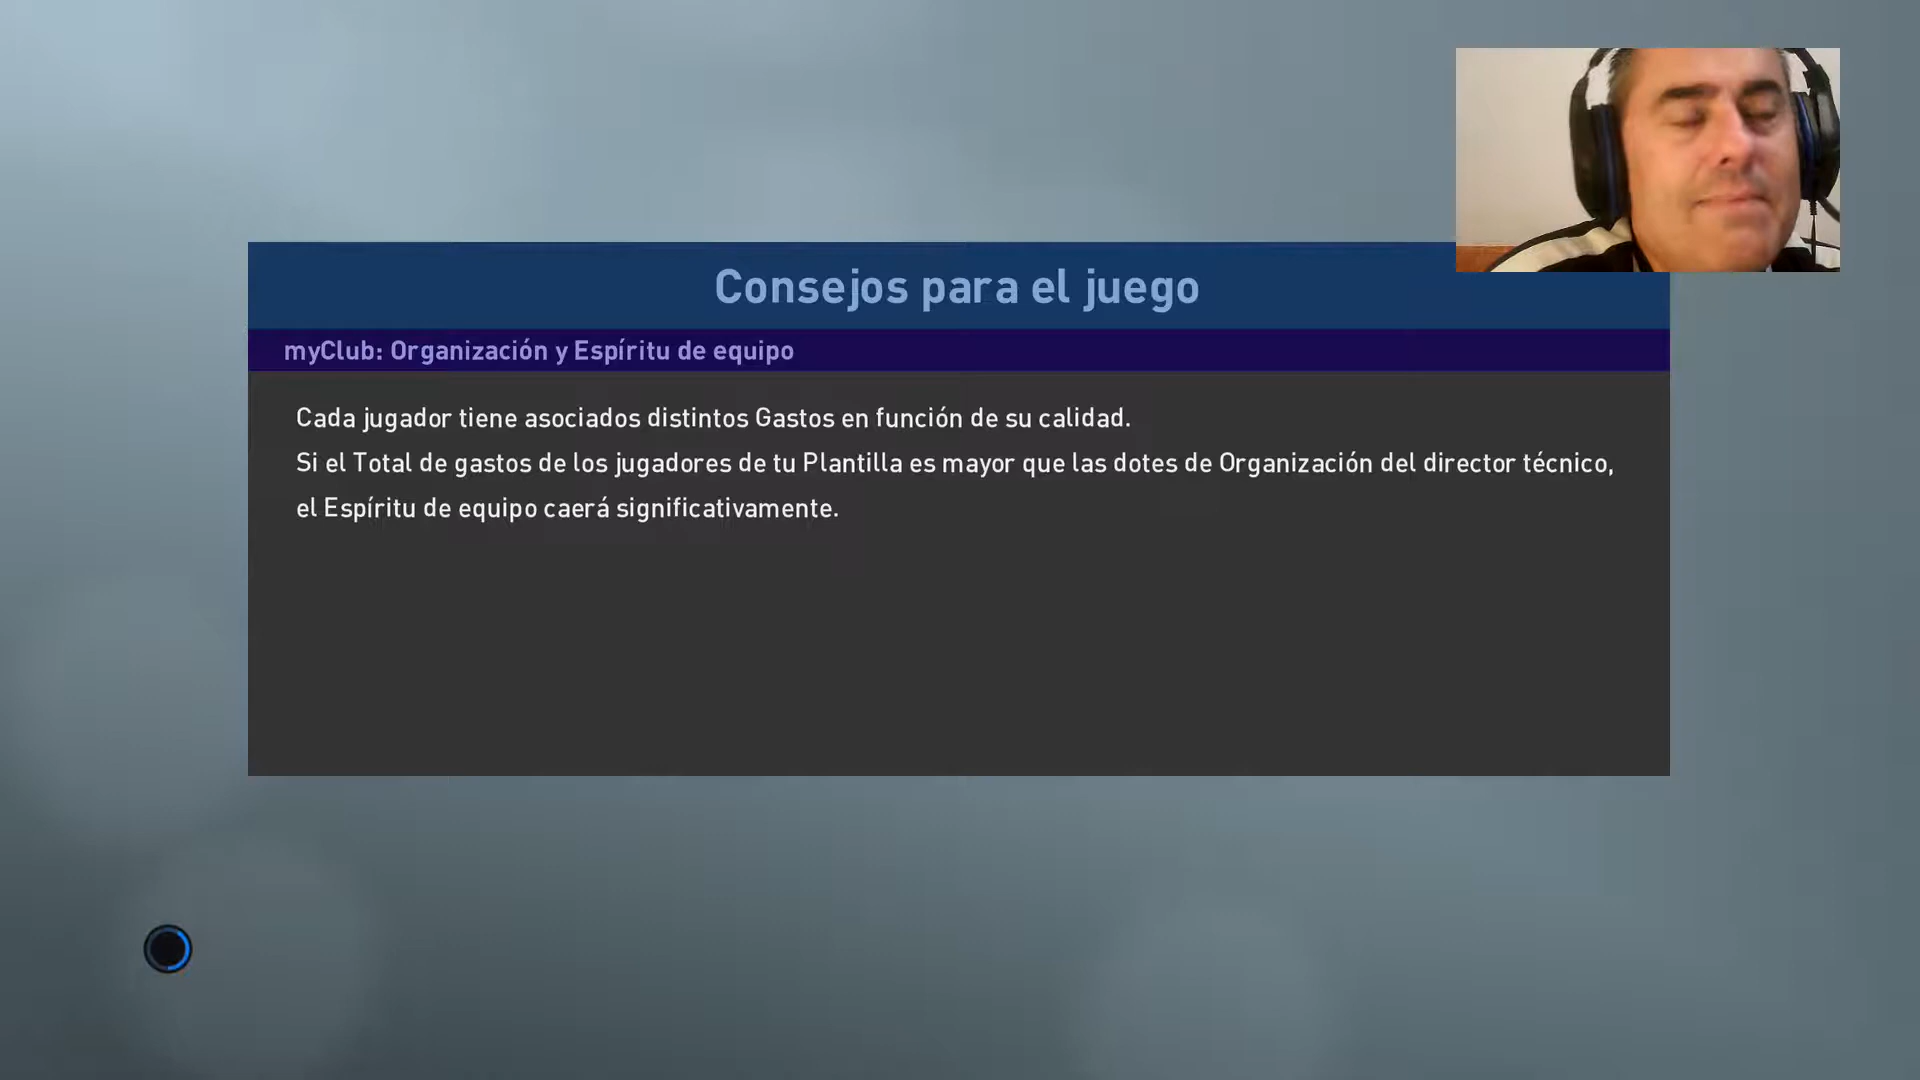 Consejos para el juego
myClub: Organización y Espíritu de equipo
Cada jugador tiene asociados distintos Gastos en función de su calidad.
Si el Total de gastos de los jugadores de tu Plantilla es mayor que las dotes de Organización del director técnico,
el Espíritu de equipo caerá significativamente.